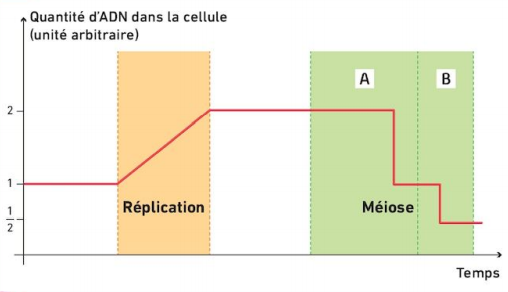 Quantité d'ADN dans la cellule
(unité arbitraire)
A
B
2
1
Réplication
Méiose
1/2
Temps